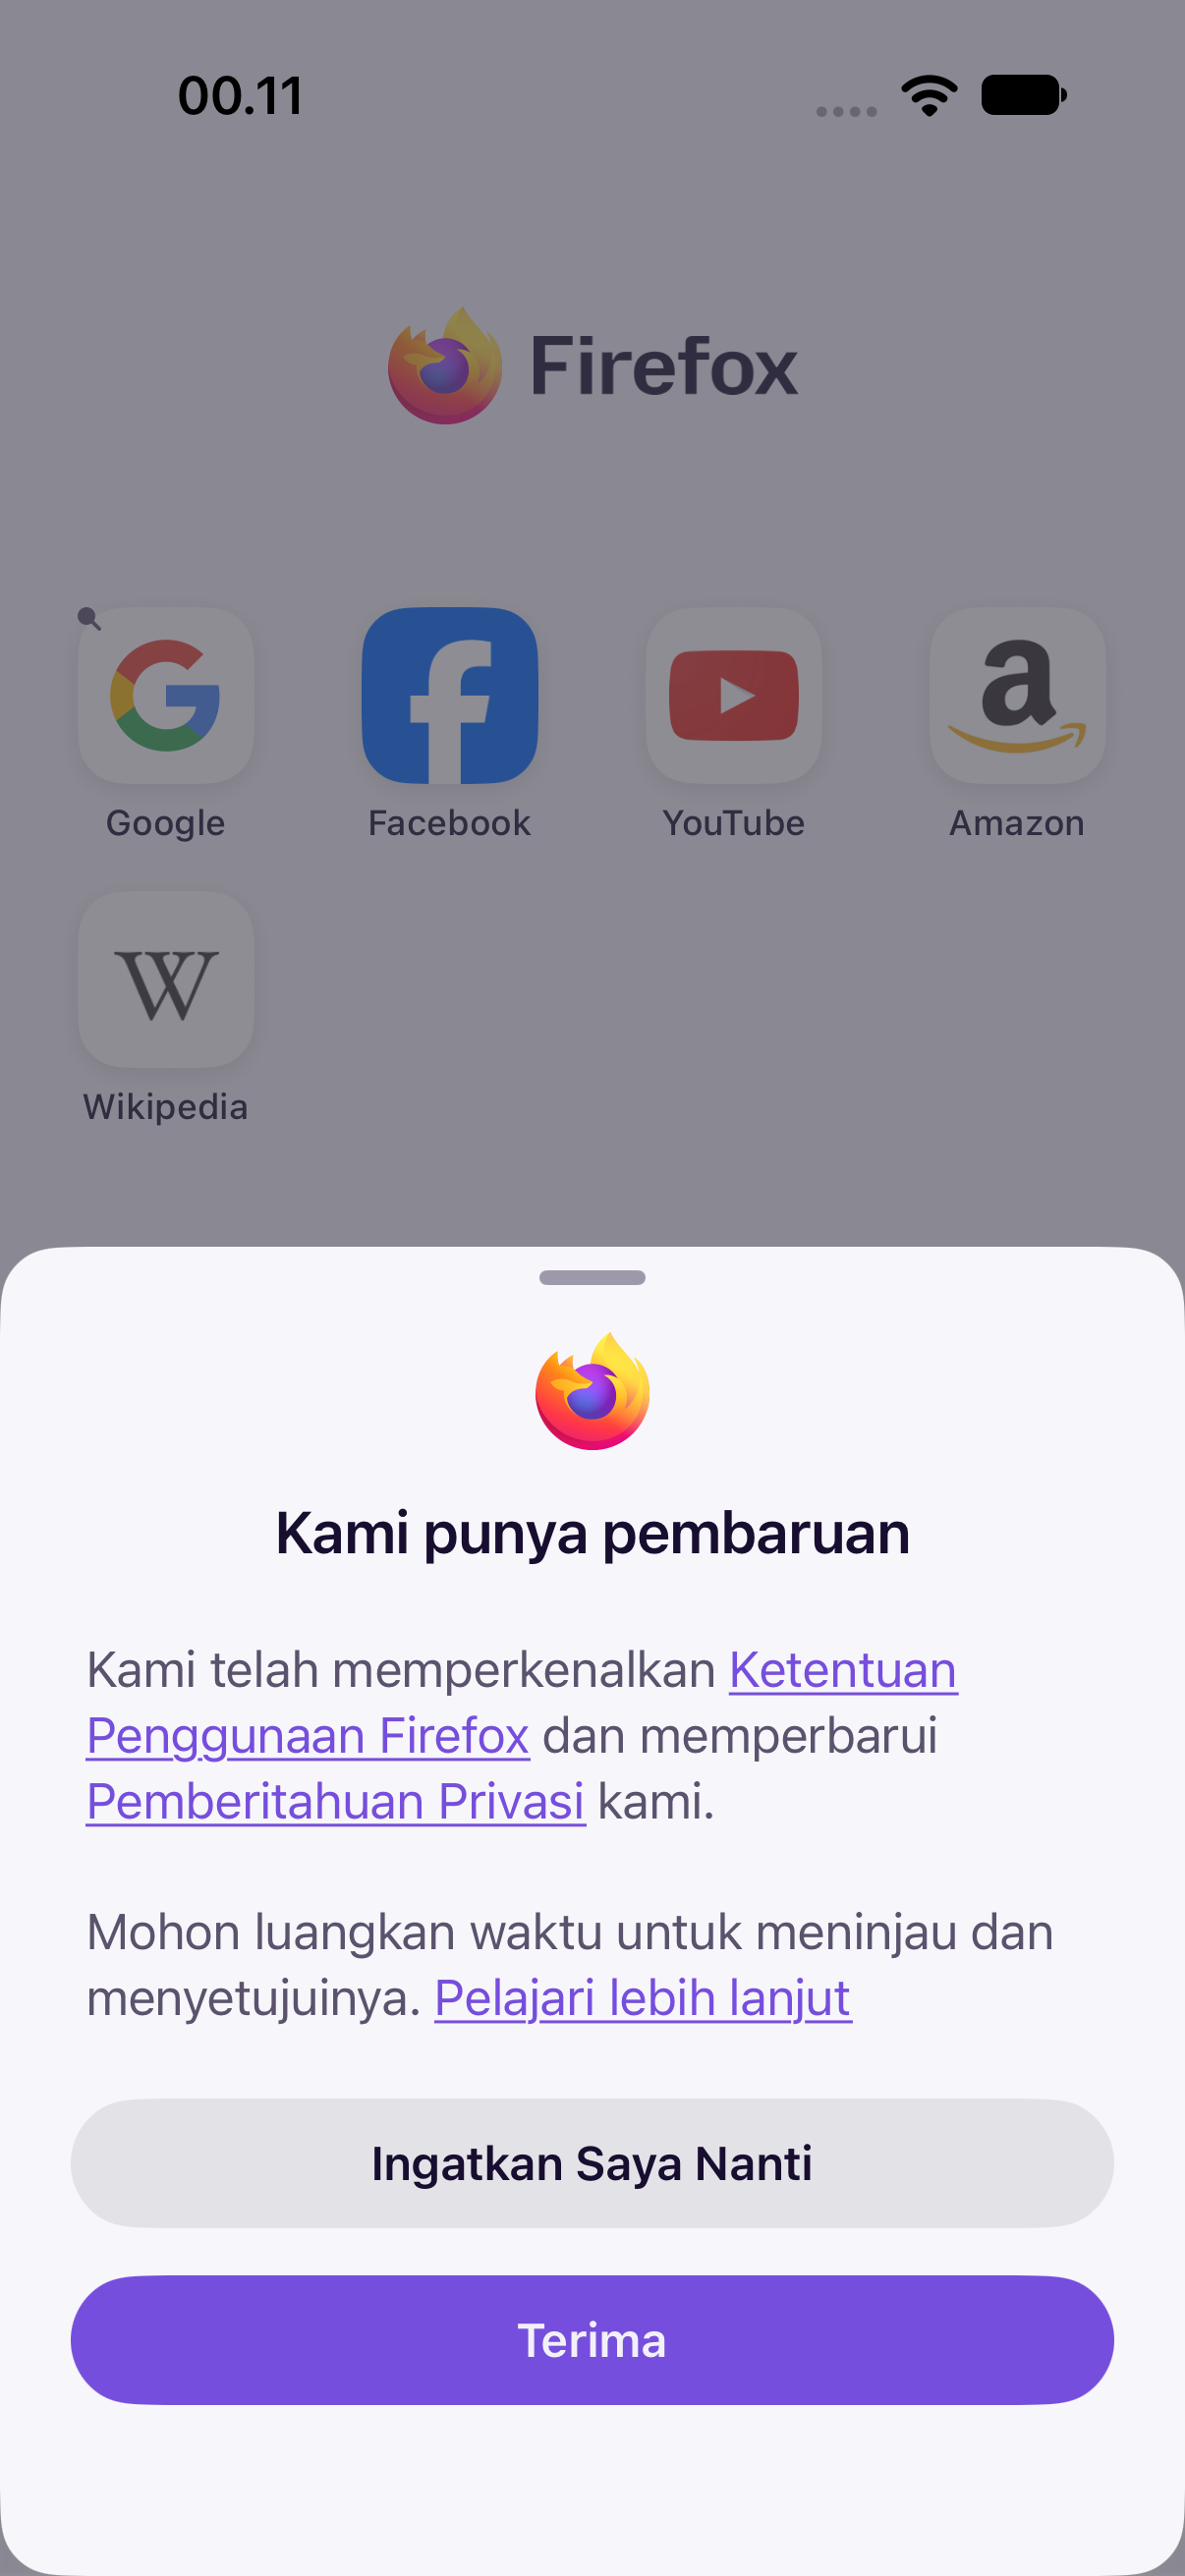 00.11
Firefox
Google
Facebook
YouTube
Amazon
Wikipedia
Kami punya pembaruan
Kami telah memperkenalkan Ketentuan
Penggunaan Firefox dan memperbarui
Pemberitahuan Privasi kami.
Mohon luangkan waktu untuk meninjau dan
menyetujuinya. Pelajari lebih lanjut
Ingatkan Saya Nanti
Terima